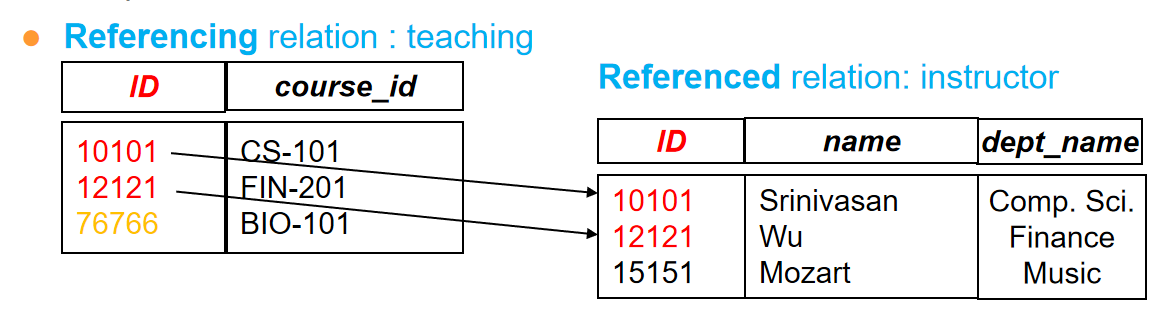 Referencing relation : teaching
ID course_id
10101 CS-101
12121 FIN-201
76766 BIO-101
Referenced relation: instructor
ID name dept_name
10101 Srinivasan Comp. Sci.
12121 Wu Finance
15151 Mozart Music